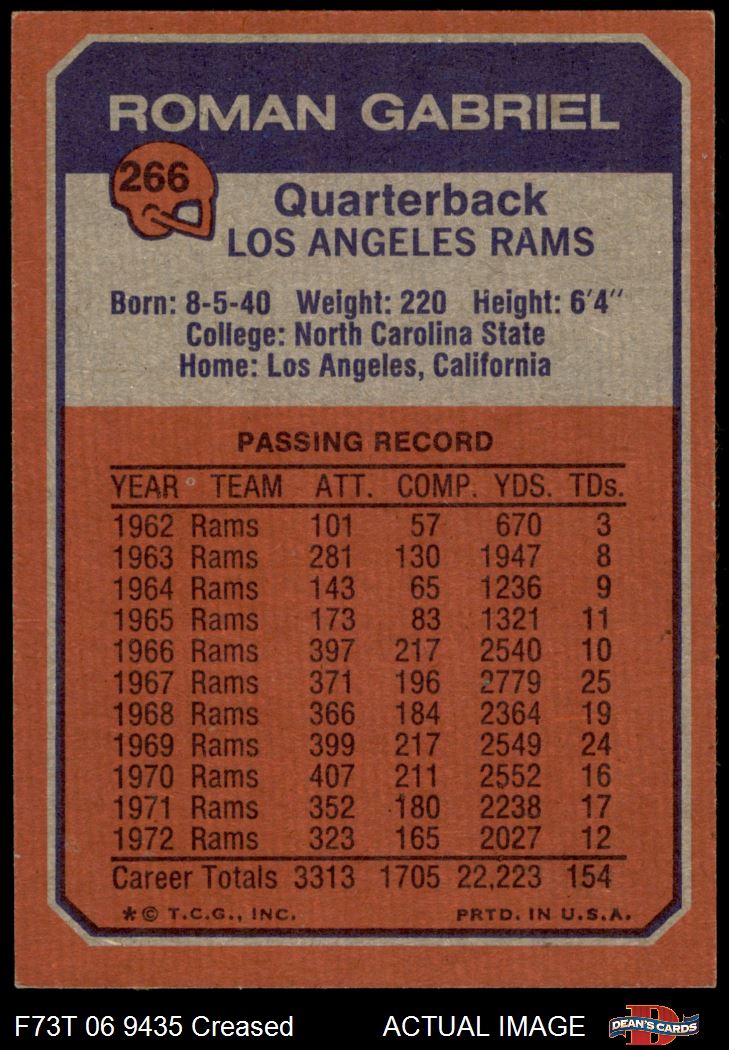 ROMAN GABRIEL
266
Quarterback
LOS ANGELES RAMS
Born: 8-5-40 Weight: 220 Height: 6'4"
College: North Carolina State
Home: Los Angeles, California
PASSING RECORD
YEAR TEAM ATT. COMP. YDS. TDs.
1962 Rams 101 57 670 3
1963 Rams 281 130 1947 8
1964 Rams 143 65 1236 9
1965 Rams 173 83 1321 11
1966 Rams 397 217 2540 10
1967 Rams 371 196 2779 25
1968 Rams 366 184 2364 19
1969 Rams 399 217 2549 24
1970 Rams 407 211 2552 16
1971 Rams 352 180 2238 17
1972 Rams 323 165 2027 12
Career Totals 3313 1705 22,223 154
* © T.C.G., INC. PRTD. IN U.S.A.
F73T 06 9435 Creased ACTUAL IMAGE D DEAN'S CARDS